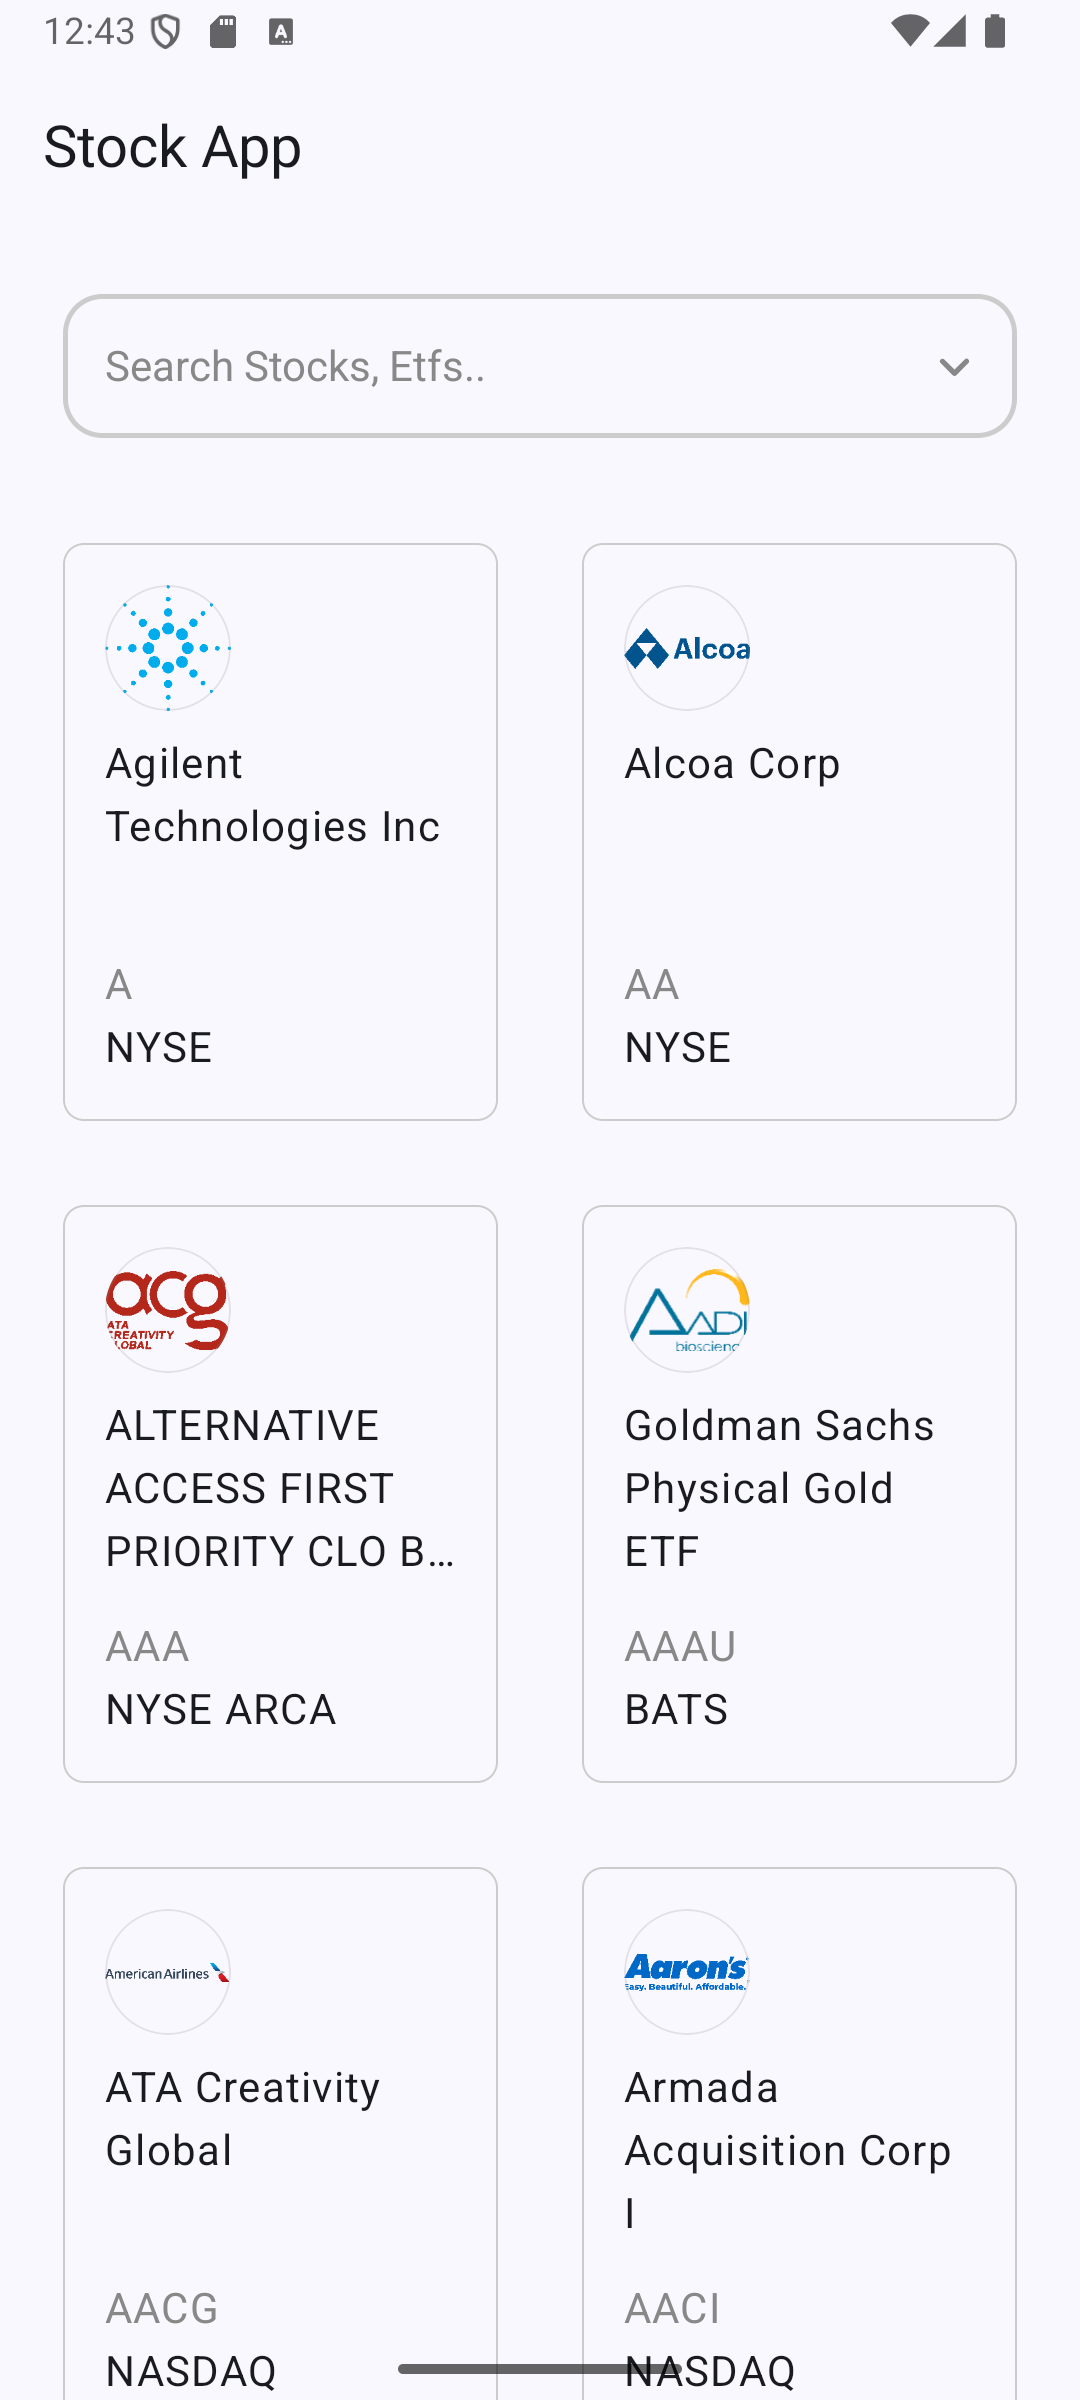 12:43
Stock App
Search Stocks, Etfs..
Agilent
Technologies Inc
A
NYSE
Alcoa
Alcoa Corp
AA
NYSE
acg
ATA
CREATIVITY
GLOBAL
ALTERNATIVE
ACCESS FIRST
PRIORITY CLO B...
AAA
NYSE ARCA
AADI
bioscienc
Goldman Sachs
Physical Gold
ETF
AAAU
BATS
American Airlines
ATA Creativity
Global
AACG
NASDAQ
Aaron's
Easy. Beautiful. Affordable.
Armada
Acquisition Corp
I
AACI
NASDAQ